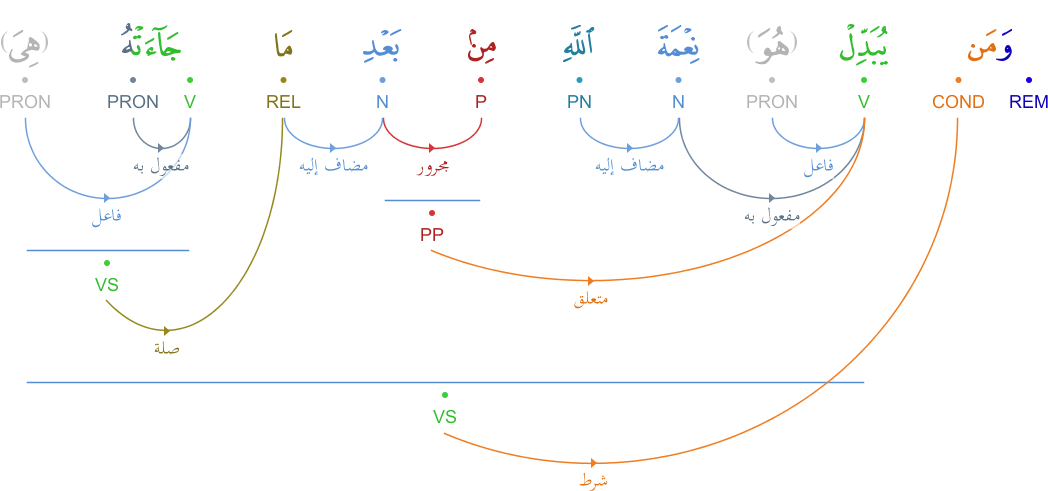 وَمَن يُبَدِّلْ (هُوَ) نِعْمَةَ ٱللَّهِ مِنۢ بَعْدِ مَا جَآءَتْهُ (هِىَ)
REM COND V PRON N PN P N REL V PRON PRON
فاعل مضاف إليه مجرور مضاف إليه مفعول به
مفعول به فاعل
PP
VS
متعلق
صلة
VS
شرط